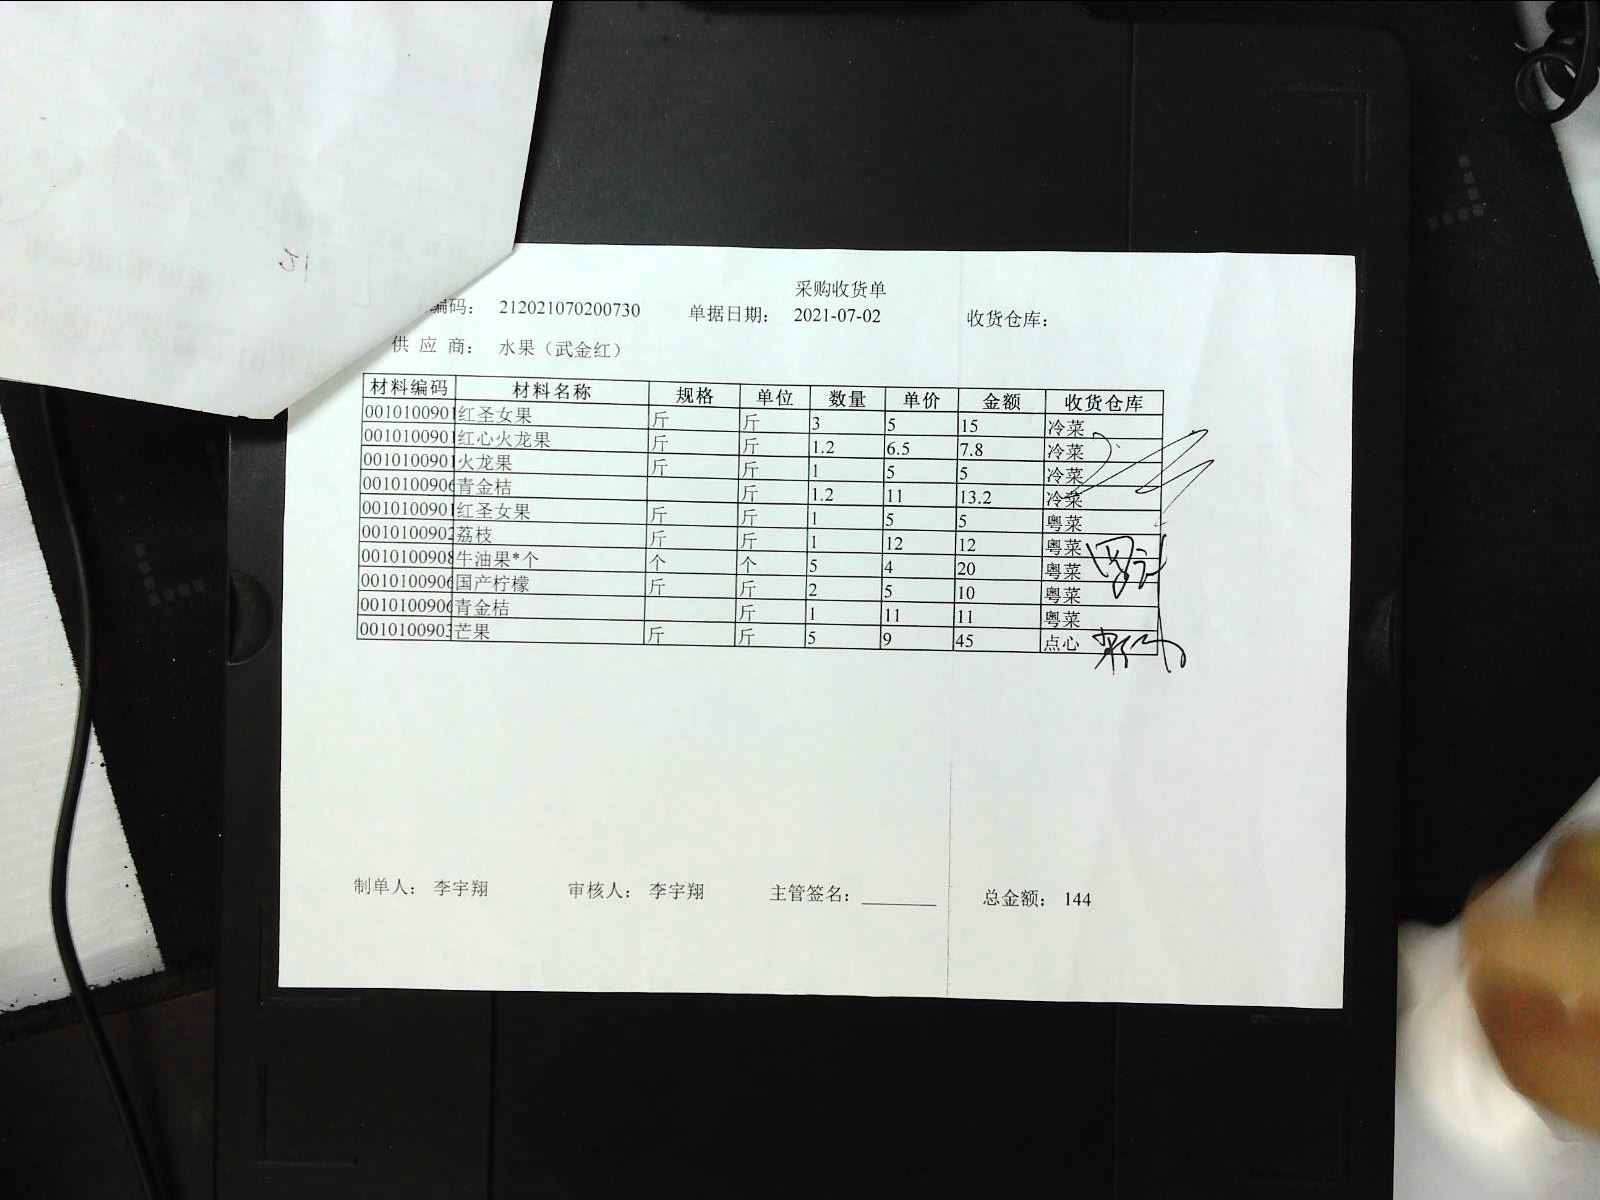 采购收货单
编码： 212021070200730 单据日期： 2021-07-02 收货仓库：
供 应 商： 水果（武金红）
材料编码 材料名称 规格 单位 数量 单价 金额 收货仓库
0010100901 红圣女果 斤 斤 3 5 15 冷菜
0010100901 红心火龙果 斤 斤 1.2 6.5 7.8 冷菜
0010100901 火龙果 斤 斤 1 5 5 冷菜
0010100906 青金桔 斤 1.2 11 13.2 冷菜
0010100901 红圣女果 斤 斤 1 5 5 粤菜
0010100902 荔枝 斤 斤 1 12 12 粤菜
0010100908 牛油果*个 个 个 5 4 20 粤菜
0010100906 国产柠檬 斤 斤 2 5 10 粤菜
0010100906 青金桔 斤 1 11 11 粤菜
0010100903 芒果 斤 斤 5 9 45 点心
制单人： 李宇翔 审核人： 李宇翔 主管签名： 总金额： 144